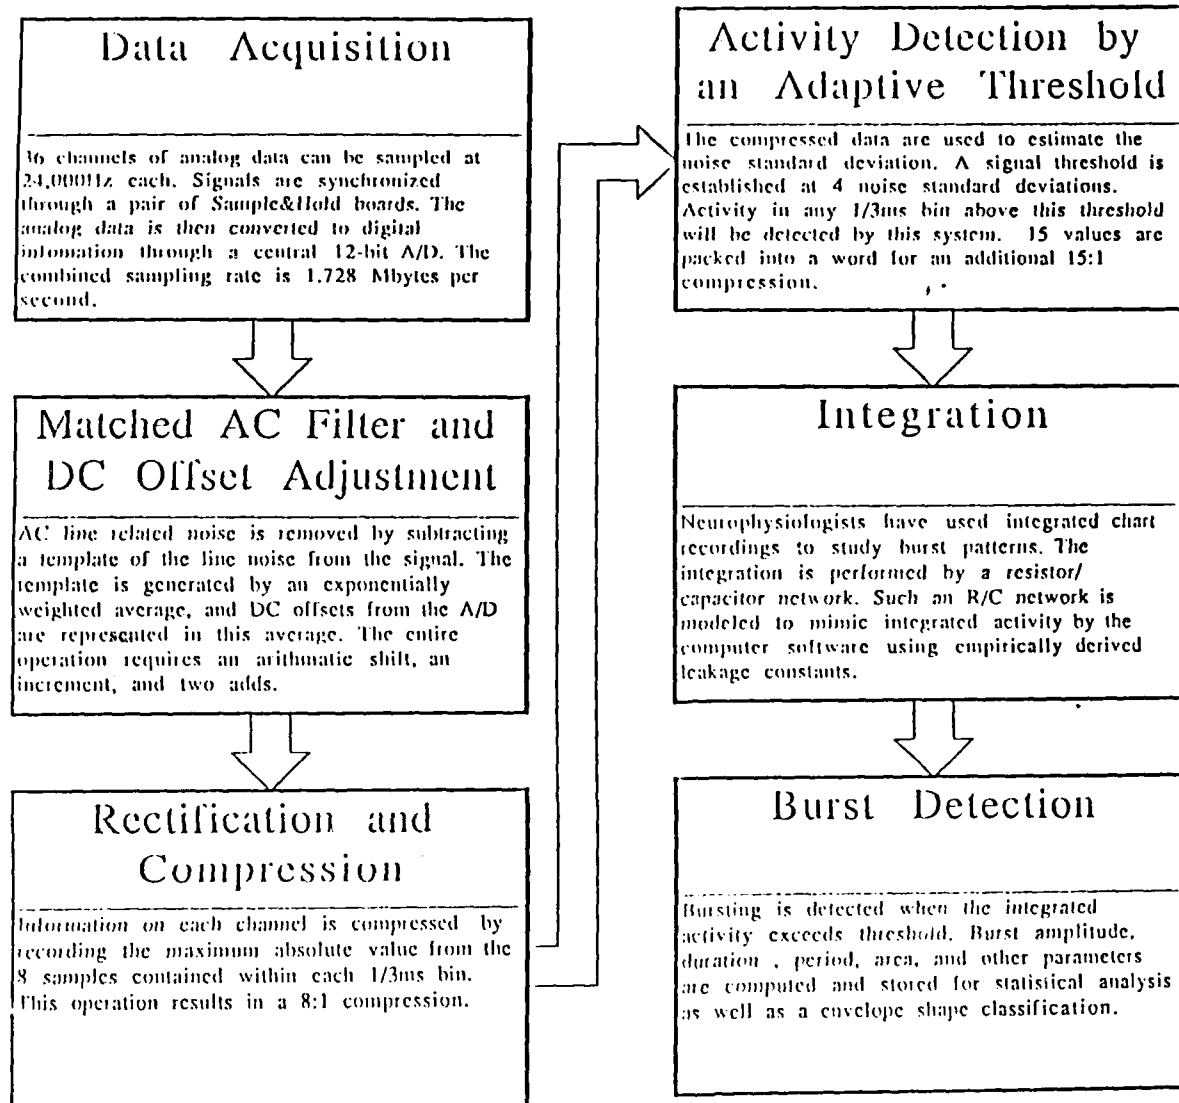 Data Acquisition
36 channels of analog data can be sampled at
24,000Hz each. Signals are synchronized
through a pair of Sample&Hold boards. The
analog data is then converted to digital
infomation through a central 12-bit A/D. The
combined sampling rate is 1.728 Mbytes per
second.
Matched AC Filter and
DC Offset Adjustment
AC line related noise is removed by subtracting
a template of the line noise from the signal. The
template is generated by an exponentially
weighted average, and DC offsets from the A/D
are represented in this average. The entire
operation requires an arithmatic shift, an
increment, and two adds.
Rectification and
Compression
Information on each channel is compressed by
recording the maximum absolute value from the
8 samples contained within each 1/3ms bin.
This operation results in a 8:1 compression.
Activity Detection by
an Adaptive Threshold
The compressed data are used to estimate the
noise standard deviation. A signal threshold is
established at 4 noise standard deviations.
Activity in any 1/3ms bin above this threshold
will be detected by this system. 15 values are
packed into a word for an additional 15:1
compression.
Integration
Neurophysiologists have used integrated chart
recordings to study burst patterns. The
integration is performed by a resistor/
capacitor network. Such an R/C network is
modeled to mimic integrated activity by the
computer software using empirically derived
leakage constants.
Burst Detection
Bursting is detected when the integrated
activity exceeds threshold. Burst amplitude,
duration , period, area, and other parameters
are computed and stored for statistical analysis
as well as a envelope shape classification.